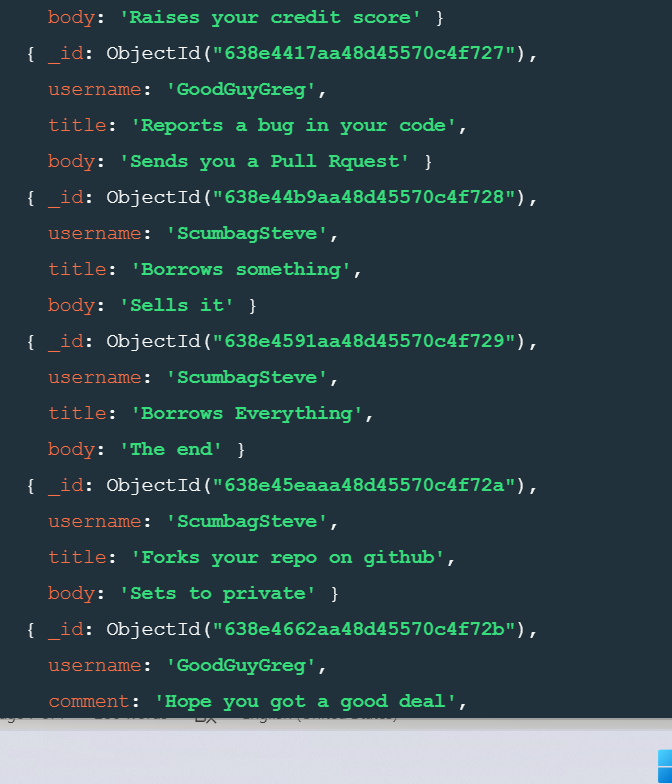 body: 'Raises your credit score' }
{ _id: ObjectId("638e4417aa48d45570c4f727"),
username: 'GoodGuyGreg',
title: 'Reports a bug in your code',
body: 'Sends you a Pull Rquest' }
{ _id: ObjectId("638e44b9aa48d45570c4f728"),
username: 'ScumbagSteve',
title: 'Borrows something',
body: 'Sells it' }
{ _id: ObjectId("638e4591aa48d45570c4f729"),
username: 'ScumbagSteve',
title: 'Borrows Everything',
body: 'The end' }
{ _id: ObjectId("638e45eaaa48d45570c4f72a"),
username: 'ScumbagSteve',
title: 'Forks your repo on github',
body: 'Sets to private' }
{ _id: ObjectId("638e4662aa48d45570c4f72b"),
username: 'GoodGuyGreg',
comment: 'Hope you got a good deal',